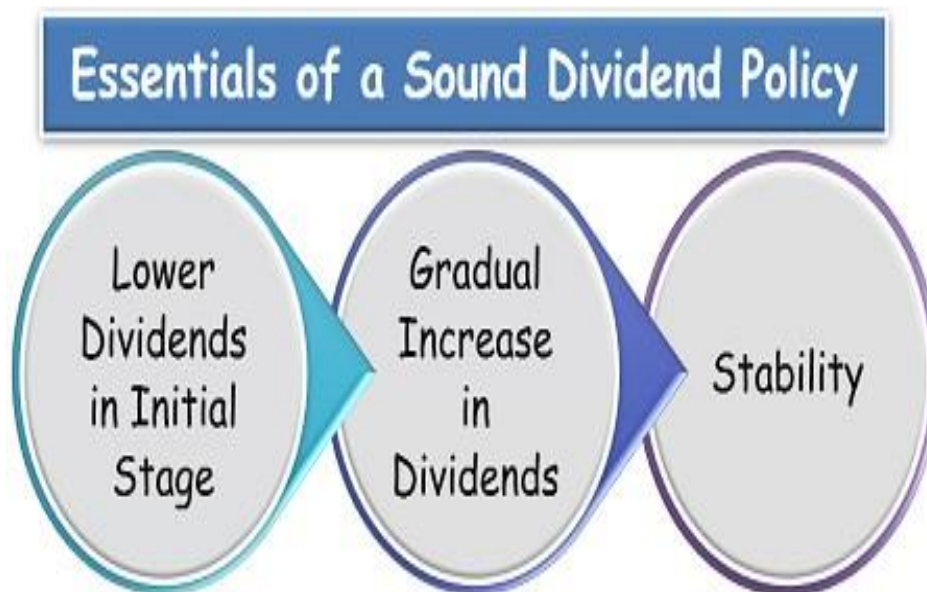 Essentials of a Sound Dividend Policy
Lower
Dividends
in Initial
Stage
Gradual
Increase
in
Dividends
Stability